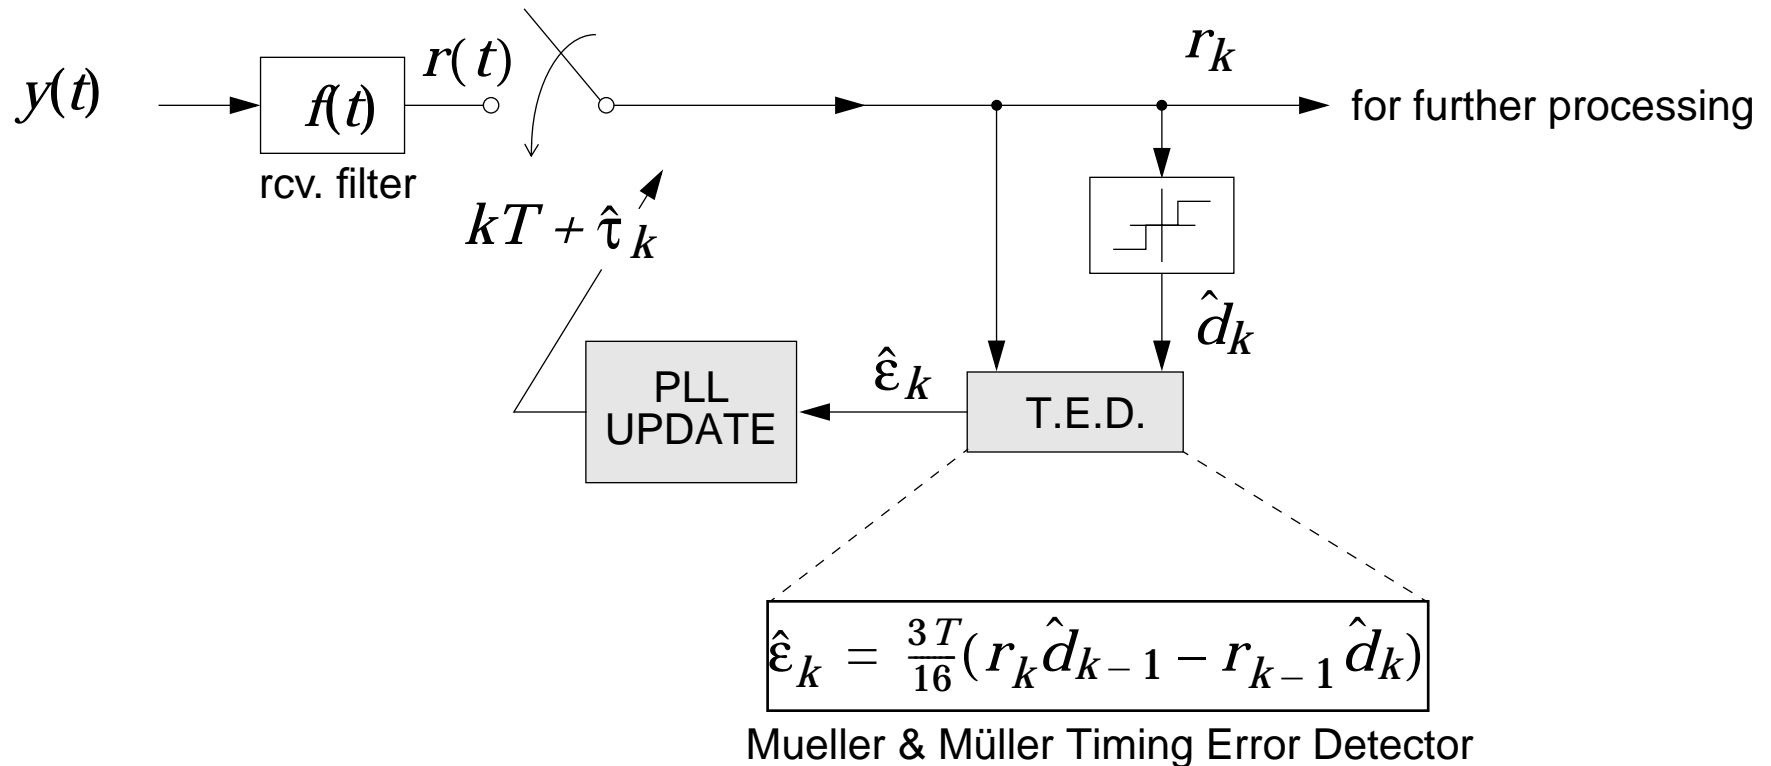 y(t)
f(t)
rcv. filter
r(t)
r_k
for further processing
kT + τ̂_k
d̂_k
PLL
UPDATE
ε̂_k
T.E.D.
ε̂_k = 3T/16 (r_k d̂_{k – 1} – r_{k – 1} d̂_k)
Mueller & Müller Timing Error Detector